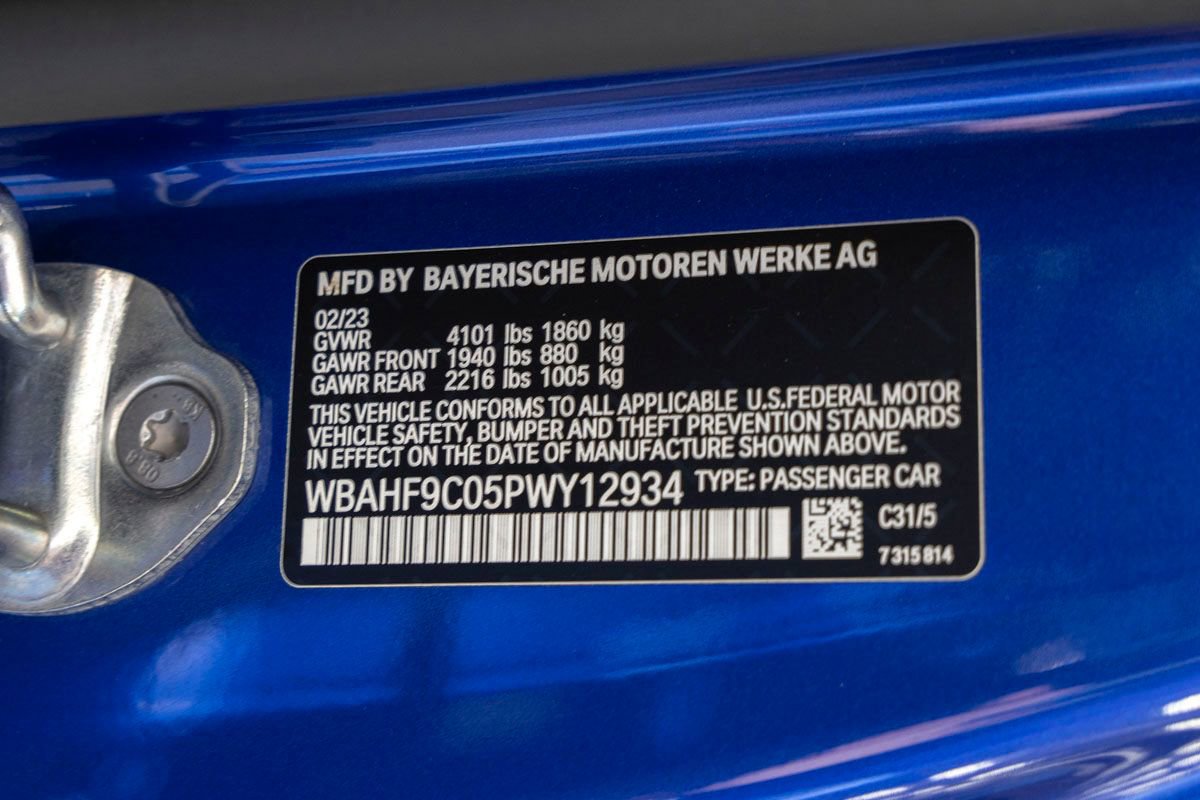 MFD BY BAYERISCHE MOTOREN WERKE AG
02/23
GVWR 4101 lbs 1860 kg
GAWR FRONT 1940 lbs 880 kg
GAWR REAR 2216 lbs 1005 kg
THIS VEHICLE CONFORMS TO ALL APPLICABLE U.S.FEDERAL MOTOR
VEHICLE SAFETY, BUMPER AND THEFT PREVENTION STANDARDS
IN EFFECT ON THE DATE OF MANUFACTURE SHOWN ABOVE.
WBAHF9C05PWY12934 TYPE: PASSENGER CAR
C31/5
7315814